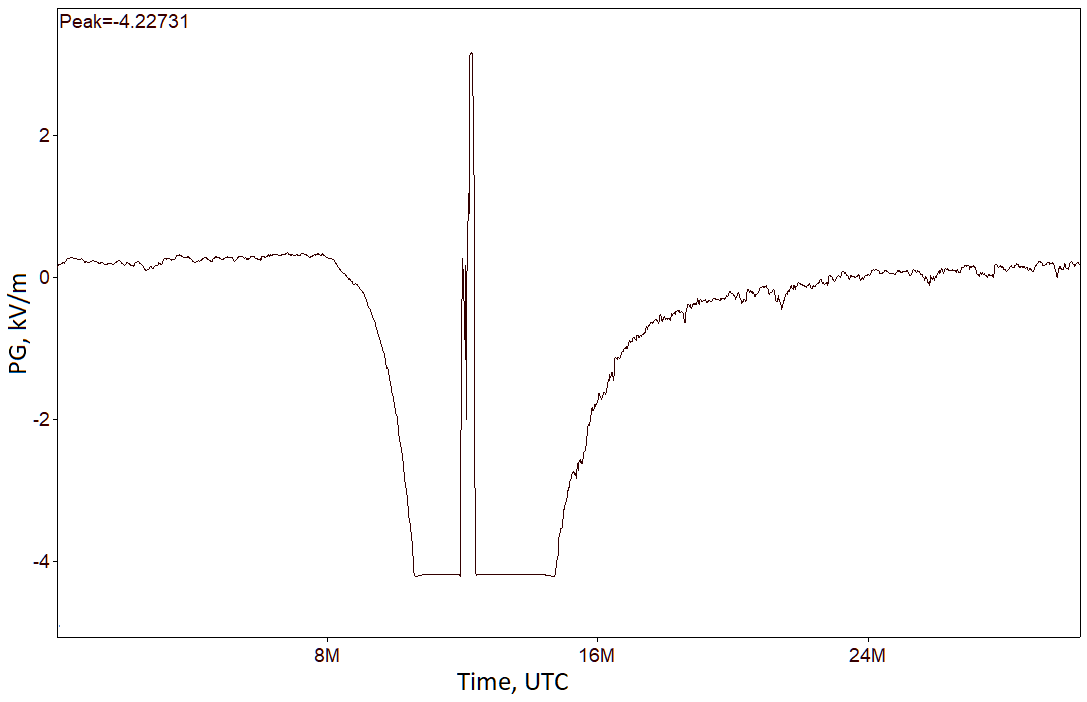 Peak=-4.22731
2
0
-2
-4
PG, kV/m
8M
16M
24M
Time, UTC